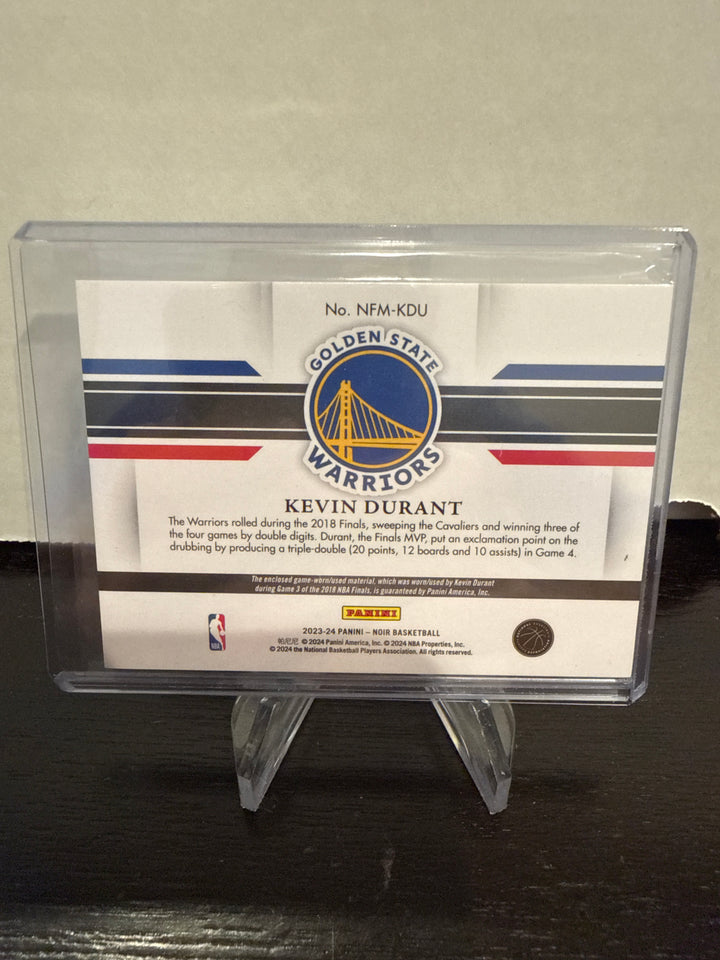 No. NFM-KDU
GOLDEN STATE
WARRIORS
KEVIN DURANT
The Warriors rolled during the 2018 Finals, sweeping the Cavaliers and winning three of
the four games by double digits. Durant, the Finals MVP, put an exclamation point on the
drubbing by producing a triple-double (20 points, 12 boards and 10 assists) in Game 4.
The enclosed game-worn/used material, which was worn/used by Kevin Durant
during Game 3 of the 2018 NBA Finals, is guaranteed by Panini America, Inc.
PANINI
2023-24 PANINI – NOIR BASKETBALL
帕尼尼 © 2024 Panini America, Inc. © 2024 NBA Properties, Inc.
© 2024 the National Basketball Players Association. All rights reserved.
NBA